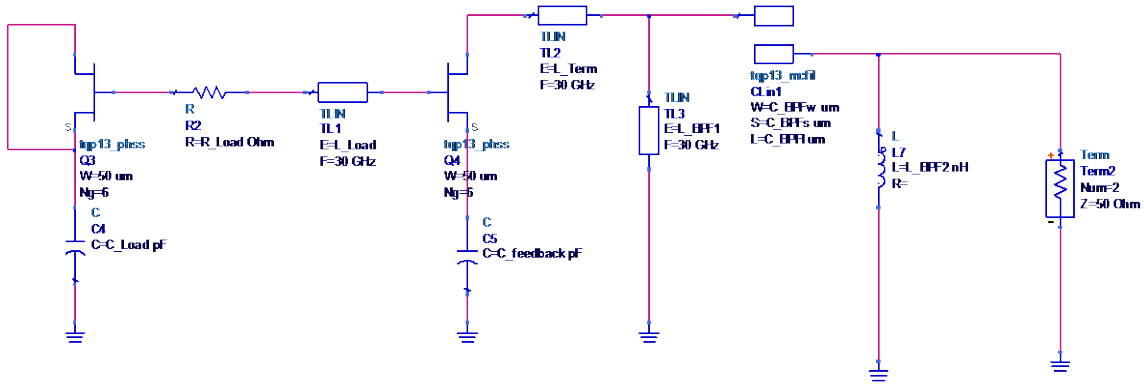 TLIN
TL2
E=L_Term
F=30 GHz
S
tqp13_phss
Q3
W=50 um
Ng=6
R
R2
R=R_Load Ohm
TLIN
TL1
E=L_Load
F=30 GHz
S
tqp13_phss
Q4
W=50 um
Ng=6
TLIN
TL3
E=L_BPF1
F=30 GHz
tqp13_mcfil
CLin1
W=C_BPFw um
S=C_BPFs um
L=C_BPFl um
L
L7
L=L_BPF2 nH
R=
+
Term
Term2
Num=2
Z=50 Ohm
-
C
C4
C=C_Load pF
C
C5
C=C_feedback pF